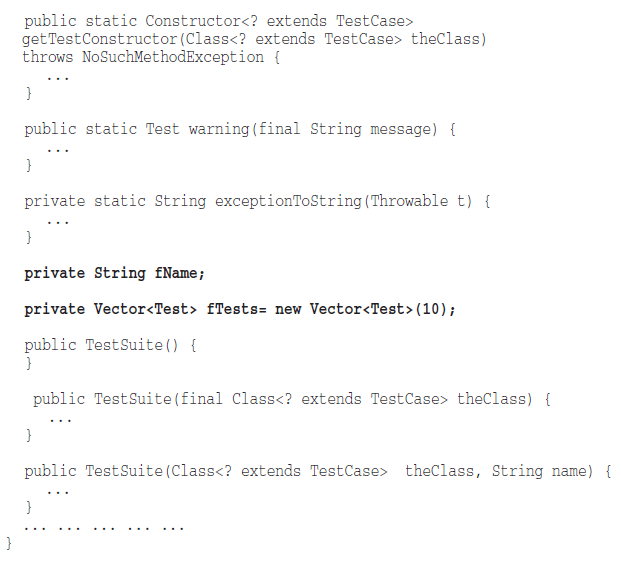 public static Constructor<? extends TestCase>
getTestConstructor(Class<? extends TestCase> theClass)
throws NoSuchMethodException {
...
}
public static Test warning(final String message) {
...
}
private static String exceptionToString(Throwable t) {
...
}
private String fName;
private Vector<Test> fTests= new Vector<Test>(10);
public TestSuite() {
}
public TestSuite(final Class<? extends TestCase> theClass) {
...
}
public TestSuite(Class<? extends TestCase>  theClass, String name) {
...
}
... ... ... ... ...
}